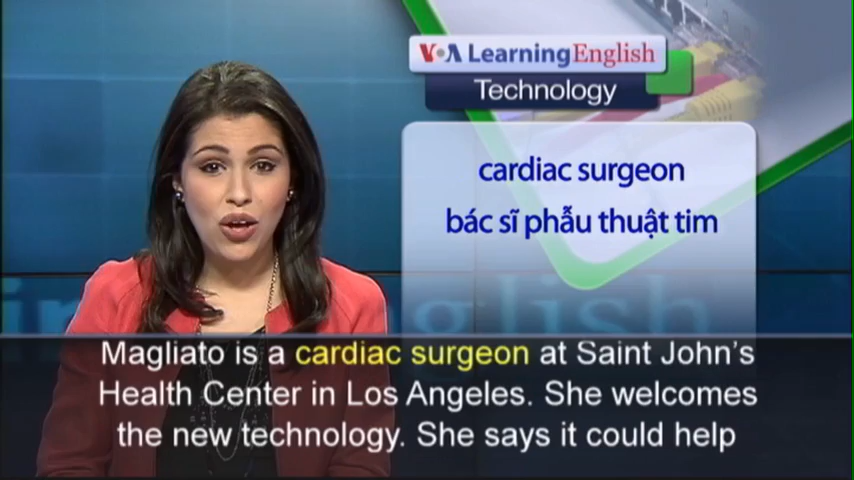 VOA Learning English
Technology
cardiac surgeon
bác sĩ phẫu thuật tim
English
Magliato is a cardiac surgeon at Saint John's
Health Center in Los Angeles. She welcomes
the new technology. She says it could help